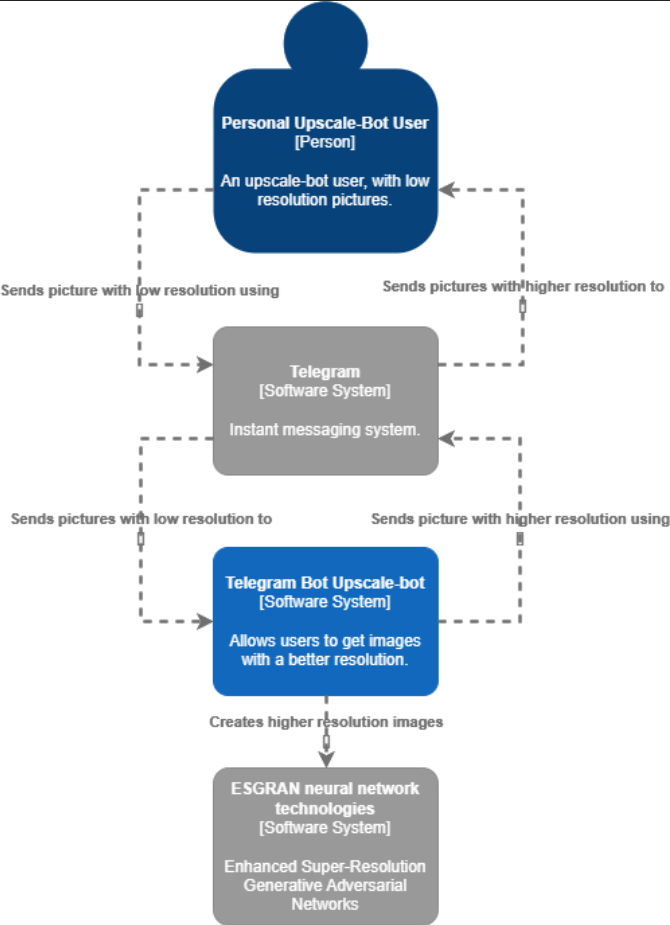 Personal Upscale-Bot User
[Person]
An upscale-bot user, with low
resolution pictures.
Sends picture with low resolution using
Sends pictures with higher resolution to
Telegram
[Software System]
Instant messaging system.
Sends pictures with low resolution to
Sends picture with higher resolution using
Telegram Bot Upscale-bot
[Software System]
Allows users to get images
with a better resolution.
Creates higher resolution images
ESGRAN neural network
technologies
[Software System]
Enhanced Super-Resolution
Generative Adversarial
Networks